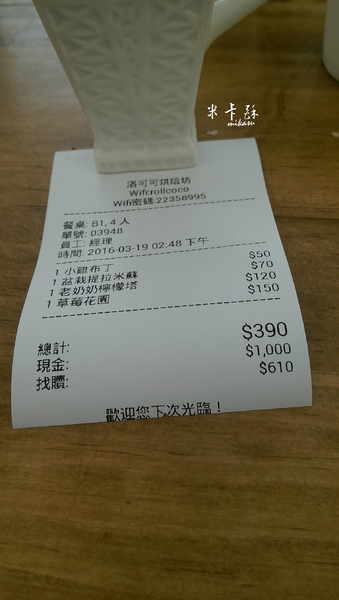 米卡穌
mikasu
洛可可烘焙坊
Wifi:rollcoco
Wifi密碼:22358995
餐桌: B1, 4 人
單號: 03948
員工: 經理
時間: 2016-03-19 02:48 下午
1 小雞布丁 $50
1 盆栽提拉米蘇 $70
1 老奶奶檸檬塔 $120
1 草莓花園 $150
總計: $390
現金: $1,000
找贖: $610
歡迎您下次光臨！